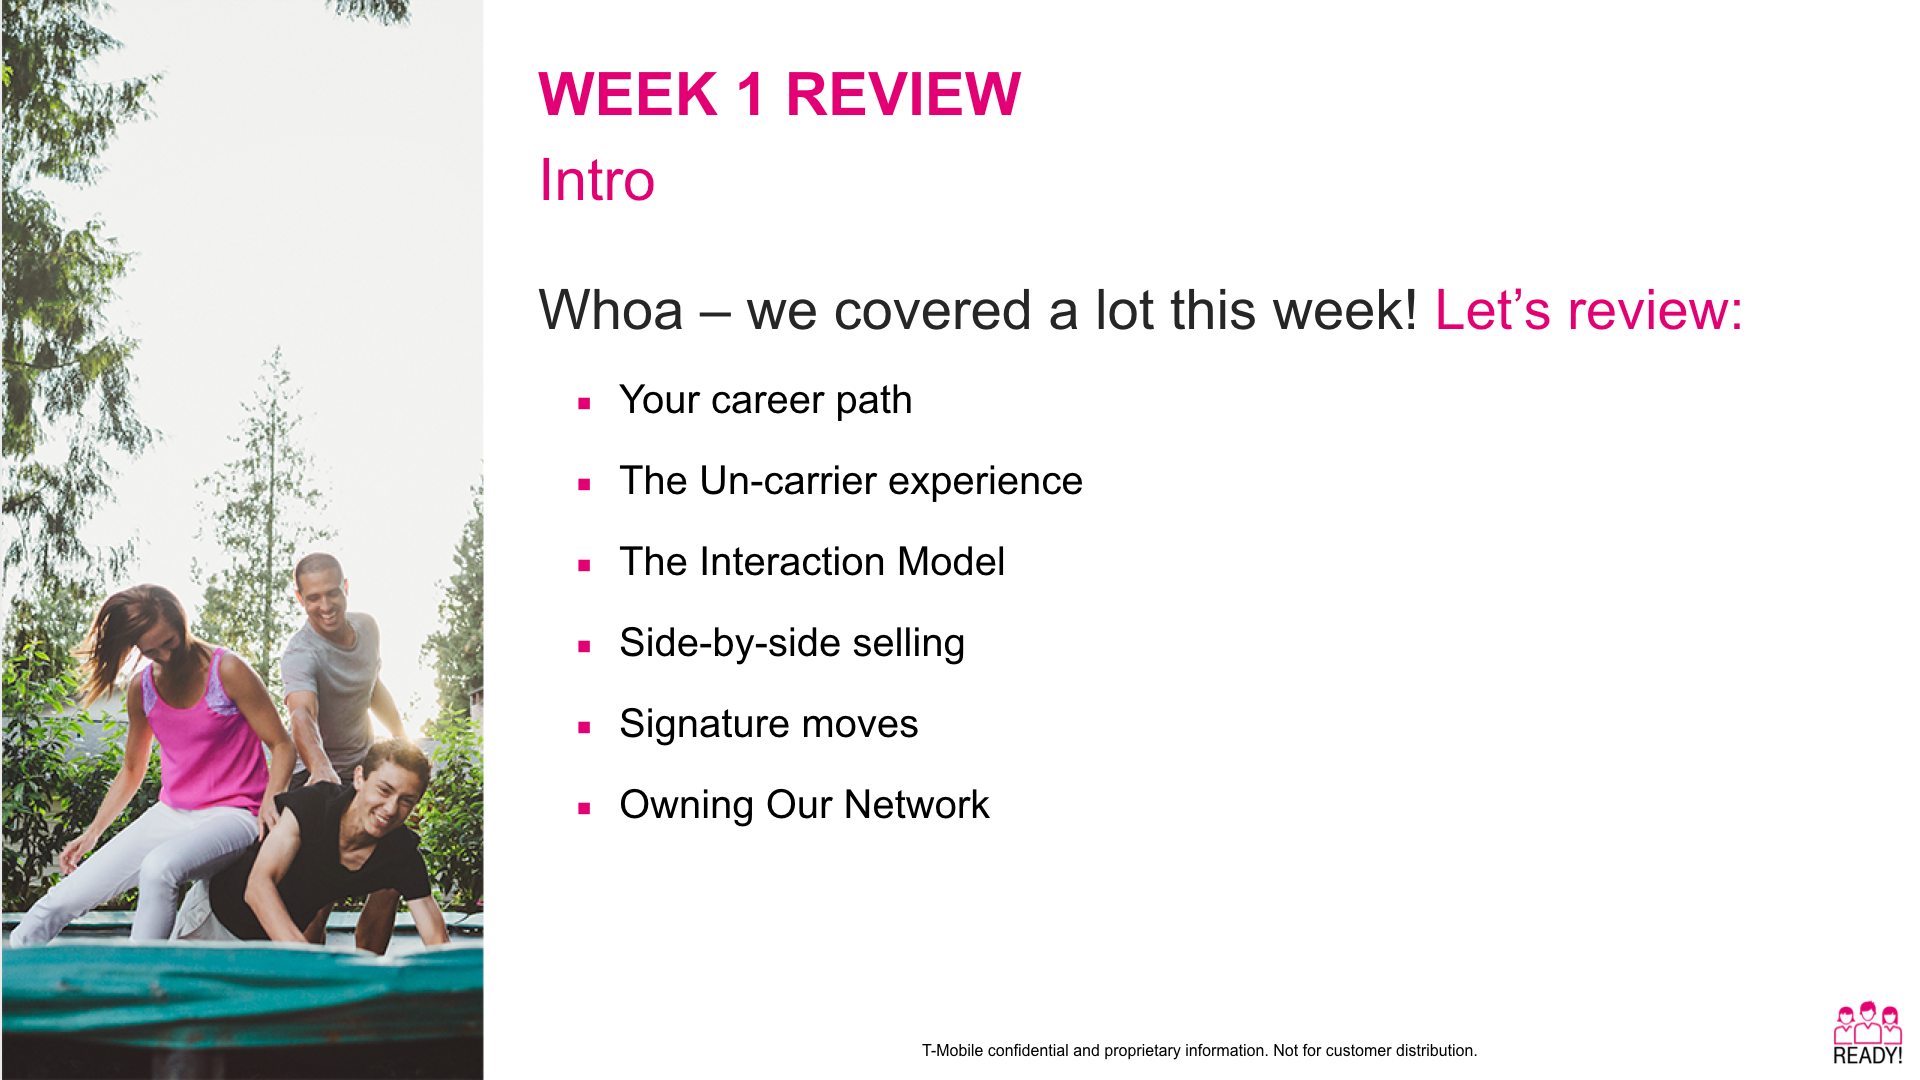 WEEK 1 REVIEW
Intro
Whoa – we covered a lot this week! Let’s review:
Your career path
The Un-carrier experience
The Interaction Model
Side-by-side selling
Signature moves
Owning Our Network
T-Mobile confidential and proprietary information. Not for customer distribution.
READY!